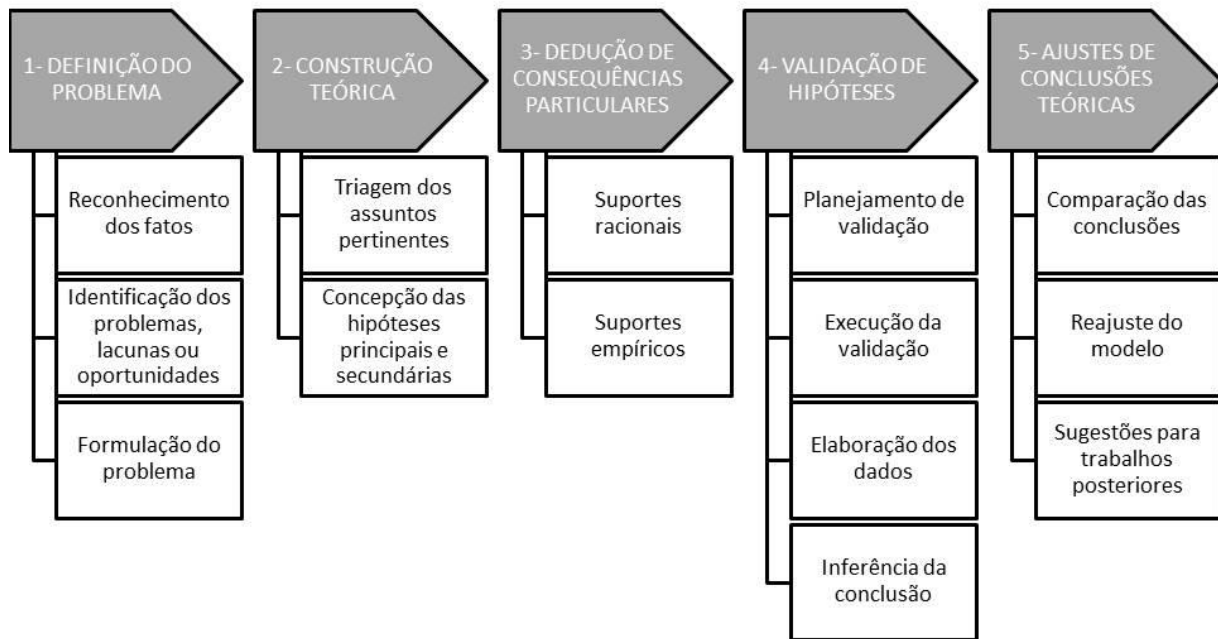 1- DEFINIÇÃO DO
PROBLEMA
Reconhecimento
dos fatos
Identificação dos
problemas,
lacunas ou
oportunidades
Formulação do
problema
2- CONSTRUÇÃO
TEÓRICA
Triagem dos
assuntos
pertinentes
Concepção das
hipóteses
principais e
secundárias
3- DEDUÇÃO DE
CONSEQUÊNCIAS
PARTICULARES
Suportes
racionais
Suportes
empíricos
4- VALIDAÇÃO DE
HIPÓTESES
Planejamento de
validação
Execução da
validação
Elaboração dos
dados
Inferência da
conclusão
5- AJUSTES DE
CONCLUSÕES
TEÓRICAS
Comparação das
conclusões
Reajuste do
modelo
Sugestões para
trabalhos
posteriores